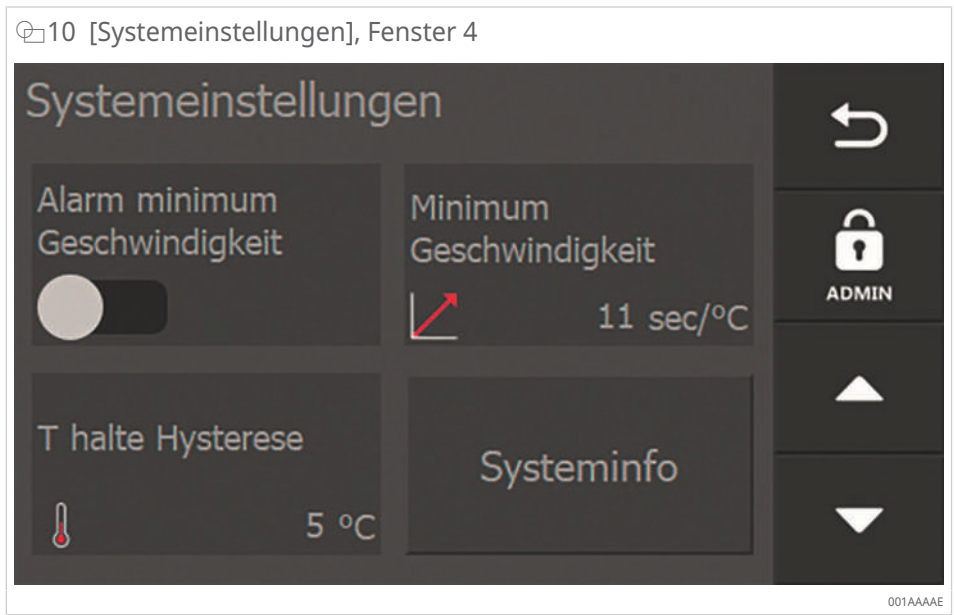 10 [Systemeinstellungen], Fenster 4
Systemeinstellungen
Alarm minimum
Geschwindigkeit
Minimum
Geschwindigkeit
11 sec/°C
ADMIN
T halte Hysterese
5 °C
Systeminfo
001AAAAE